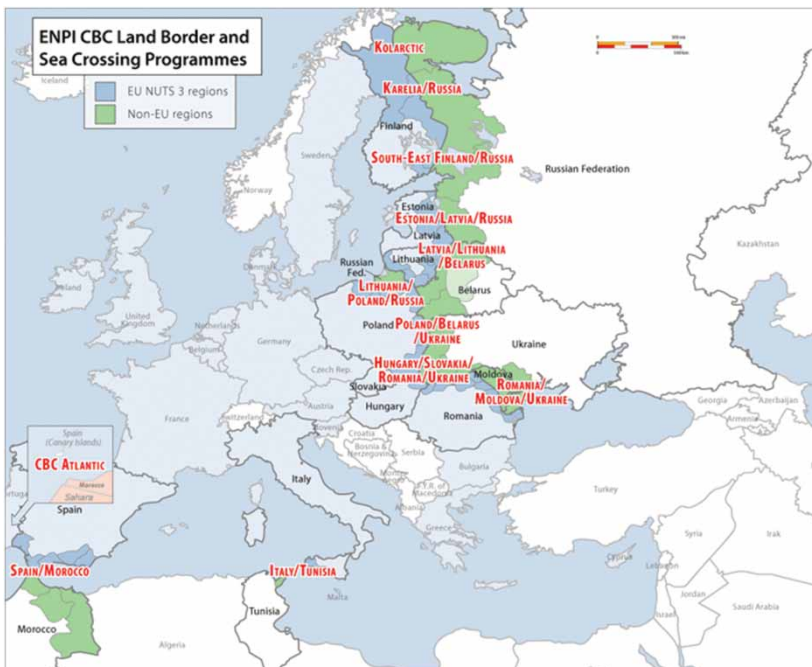 ENPI CBC Land Border and
Sea Crossing Programmes
EU NUTS 3 regions
Non-EU regions
Iceland
KOLARCTIC
KARELIA/RUSSIA
Finland
SOUTH-EAST FINLAND/RUSSIA
Sweden
Norway
Russian Federation
Estonia
ESTONIA/LATVIA/RUSSIA
Latvia
LATVIA/LITHUANIA
/BELARUS
Kazakhstan
Russian
Fed.
Lithuania
Denmark
LITHUANIA/
POLAND/RUSSIA
Belarus
Ireland
United
Kingdom
Netherlands
Belgium
Germany
Poland
POLAND/BELARUS
/UKRAINE
Ukraine
Czech Rep.
HUNGARY/SLOVAKIA/
ROMANIA/UKRAINE
Slovakia
Moldova
ROMANIA/
MOLDOVA/UKRAINE
France
Switzerland
Austria
Hungary
Romania
Slovenia
Croatia
Bosnia &
Herzegovina
Serbia
Georgia
Azerbaijan
Armenia
Spain
(Canary Islands)
CBC ATLANTIC
Morocco
Sahara
Spain
Italy
Bulgaria
F.Y.R. of
Macedonia
Albania
Greece
Turkey
Syria
Iraq
Cyprus
Lebanon
Jordan
Israel
Saudi Arabia
SPAIN/MOROCCO
ITALY/TUNISIA
Malta
Tunisia
Morocco
Algeria